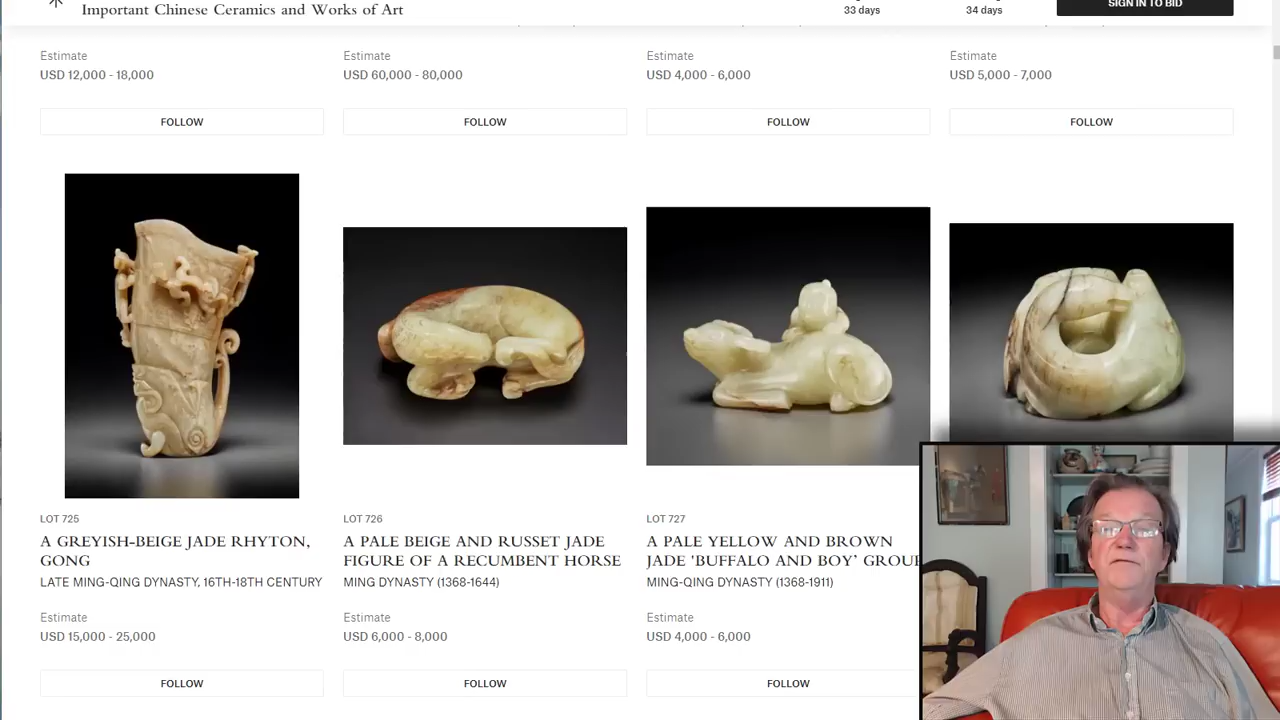 Important Chinese Ceramics and Works of Art
33 days
34 days
SIGN IN TO BID
Estimate
USD 12,000 - 18,000
FOLLOW
Estimate
USD 60,000 - 80,000
FOLLOW
Estimate
USD 4,000 - 6,000
FOLLOW
Estimate
USD 5,000 - 7,000
FOLLOW
LOT 725
A GREYISH-BEIGE JADE RHYTON,
GONG
LATE MING-QING DYNASTY, 16TH-18TH CENTURY
Estimate
USD 15,000 - 25,000
FOLLOW
LOT 726
A PALE BEIGE AND RUSSET JADE
FIGURE OF A RECUMBENT HORSE
MING DYNASTY (1368-1644)
Estimate
USD 6,000 - 8,000
FOLLOW
LOT 727
A PALE YELLOW AND BROWN
JADE 'BUFFALO AND BOY' GROUP
MING-QING DYNASTY (1368-1911)
Estimate
USD 4,000 - 6,000
FOLLOW